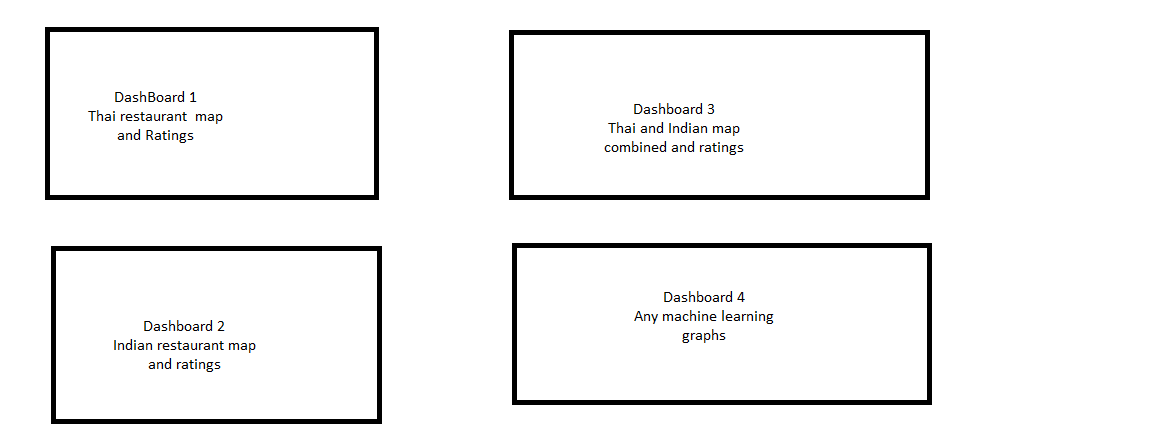 DashBoard 1
Thai restaurant  map
and Ratings
Dashboard 2
Indian restaurant map
and ratings
Dashboard 3
Thai and Indian map
combined and ratings
Dashboard 4
Any machine learning
graphs